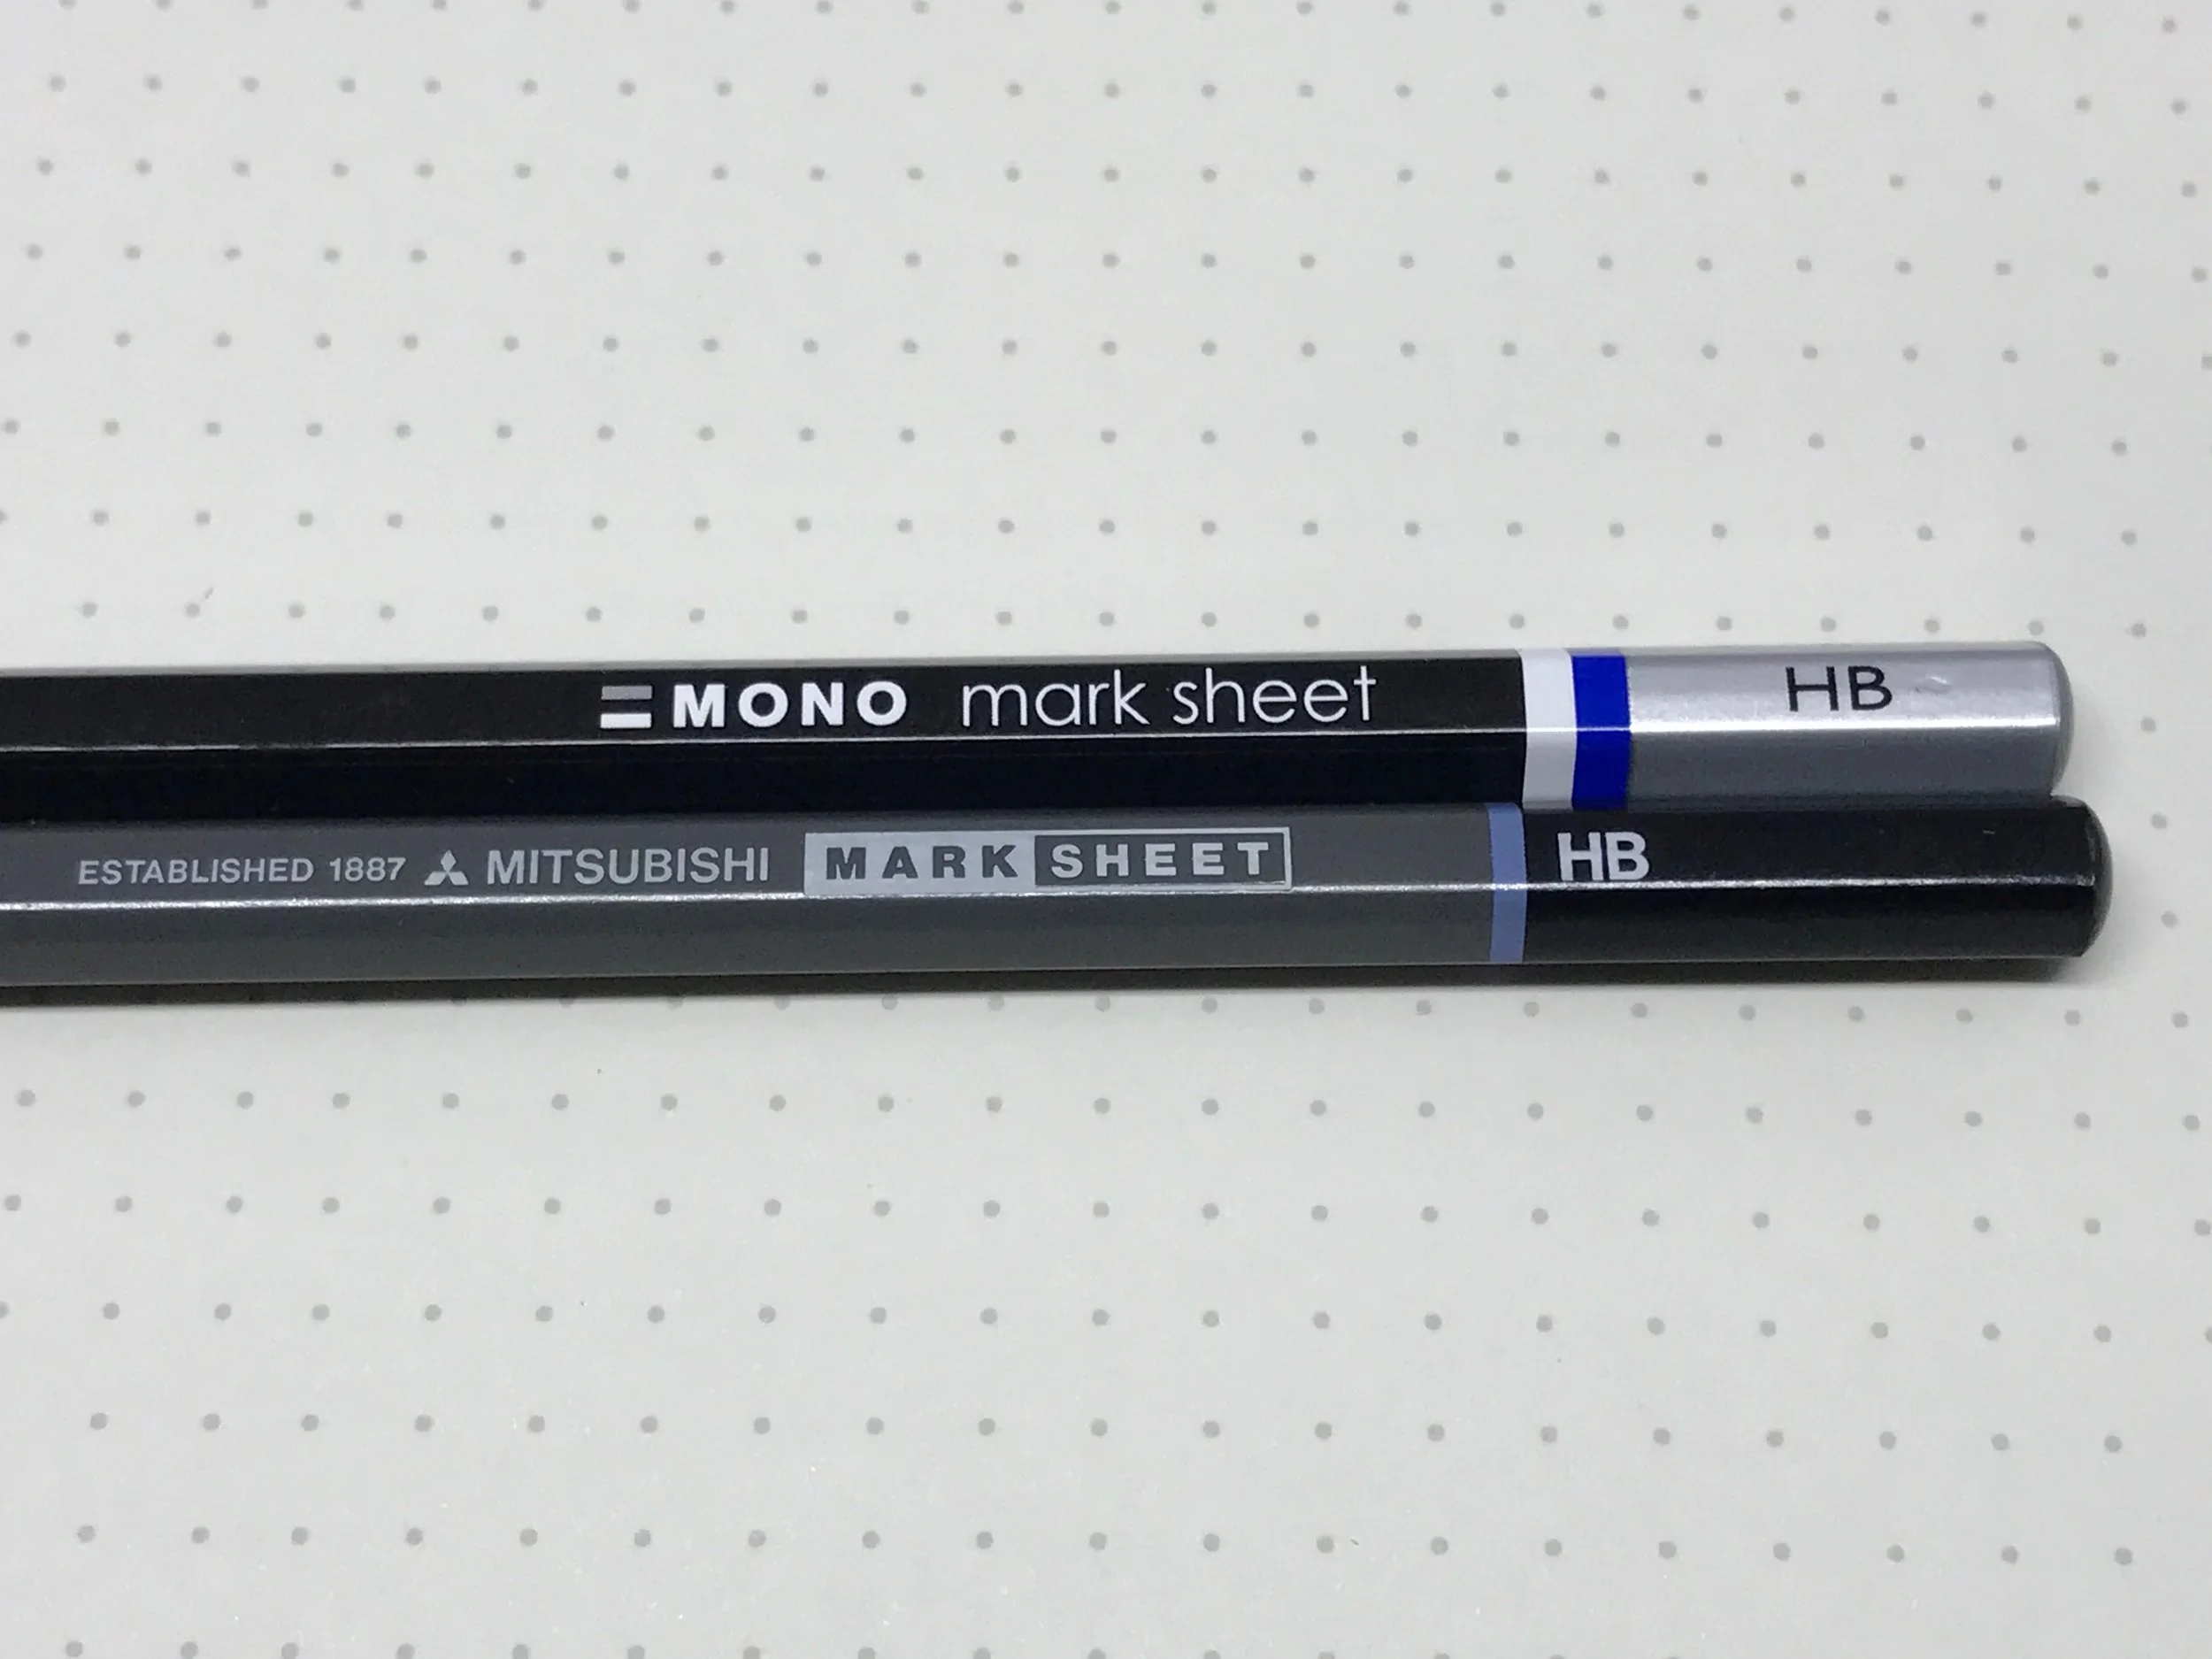 MONO mark sheet HB
ESTABLISHED 1887 MITSUBISHI MARK SHEET HB